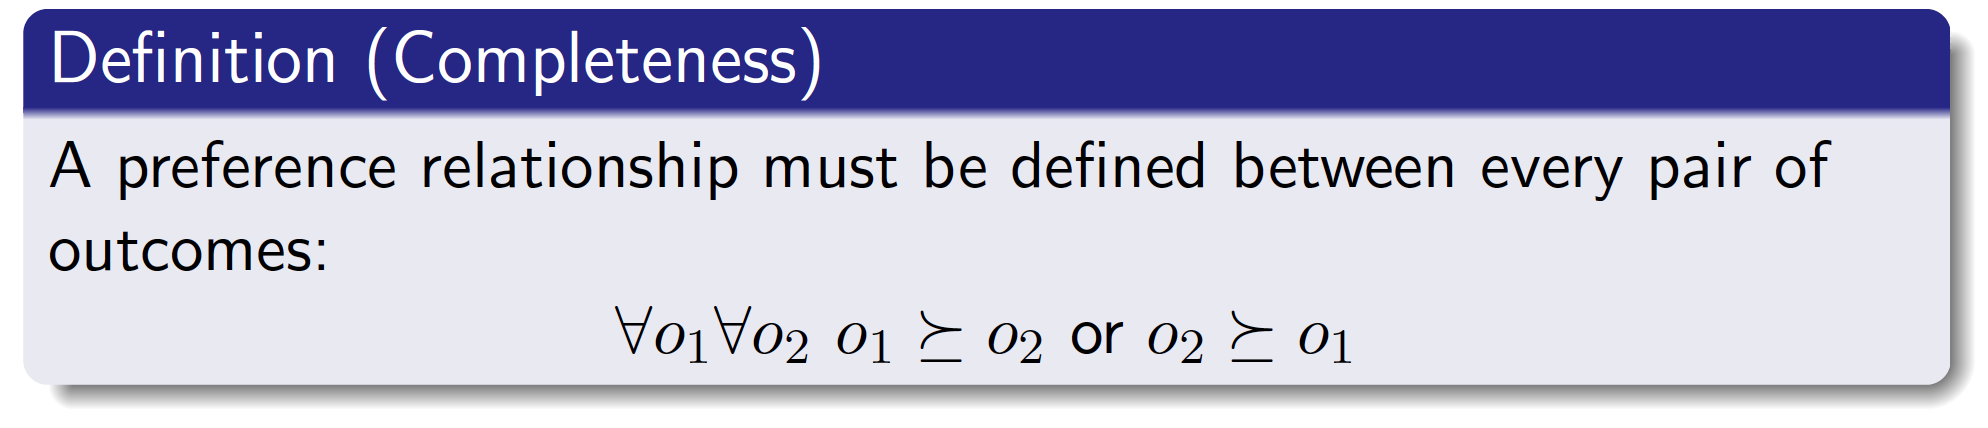 Definition (Completeness)
A preference relationship must be defined between every pair of
outcomes:
∀o₁∀o₂ o₁ ⪰ o₂ or o₂ ⪰ o₁